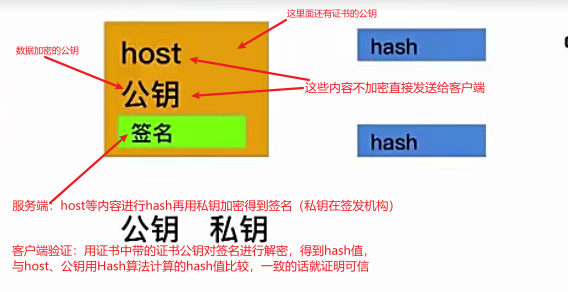 这里面还有证书的公钥
host
hash
数据加密的公钥
公钥
这些内容不加密直接发送给客户端
签名
hash
服务端：host等内容进行hash再用私钥加密得到签名（私钥在签发机构）
公钥 私钥
客户端验证：用证书中带的证书公钥对签名进行解密，得到hash值，
与host、公钥用Hash算法计算的hash值比较，一致的话就证明可信